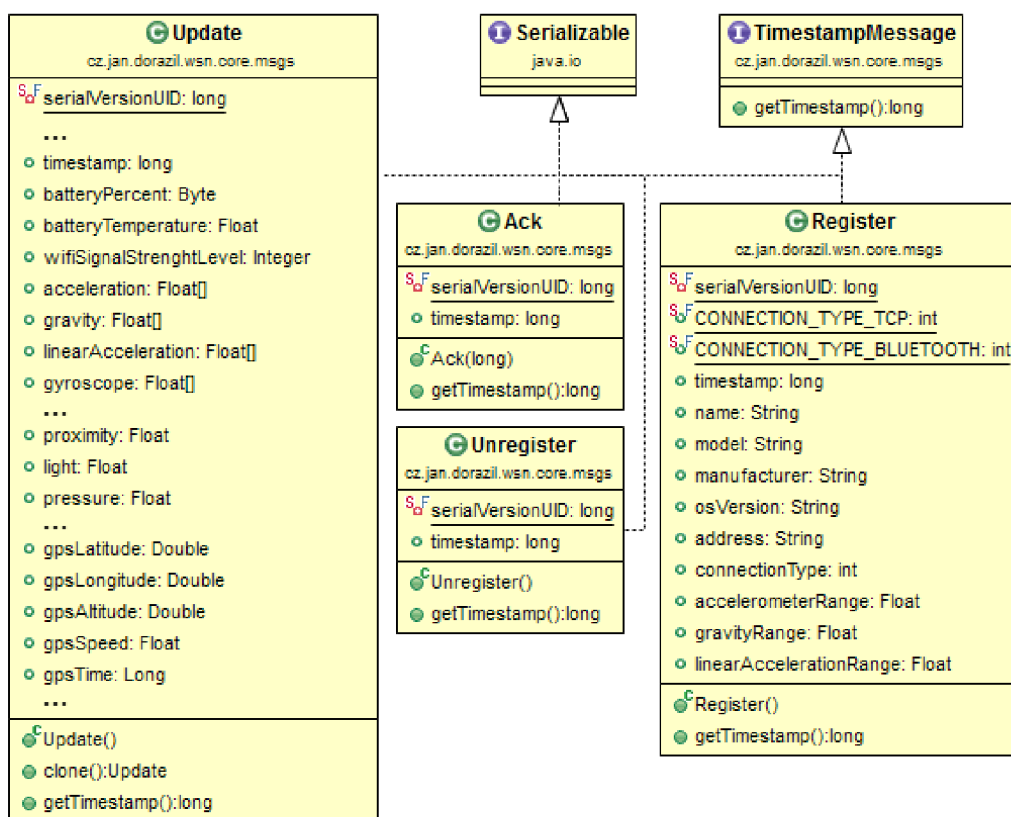 Update
cz.jan.dorazil.wsn.core.msgs
serialVersionUID: long
...
timestamp: long
batteryPercent: Byte
batteryTemperature: Float
wifiSignalStrenghtLevel: Integer
acceleration: Float[]
gravity: Float[]
linearAcceleration: Float[]
gyroscope: Float[]
...
proximity: Float
light: Float
pressure: Float
...
gpsLatitude: Double
gpsLongitude: Double
gpsAltitude: Double
gpsSpeed: Float
gpsTime: Long
...
Update()
clone():Update
getTimestamp():long
Serializable
java.io
TimestampMessage
cz.jan.dorazil.wsn.core.msgs
getTimestamp():long
Ack
cz.jan.dorazil.wsn.core.msgs
serialVersionUID: long
timestamp: long
Ack(long)
getTimestamp():long
Unregister
cz.jan.dorazil.wsn.core.msgs
serialVersionUID: long
timestamp: long
Unregister()
getTimestamp():long
Register
cz.jan.dorazil.wsn.core.msgs
serialVersionUID: long
CONNECTION_TYPE_TCP: int
CONNECTION_TYPE_BLUETOOTH: int
timestamp: long
name: String
model: String
manufacturer: String
osVersion: String
address: String
connectionType: int
accelerometerRange: Float
gravityRange: Float
linearAccelerationRange: Float
Register()
getTimestamp():long